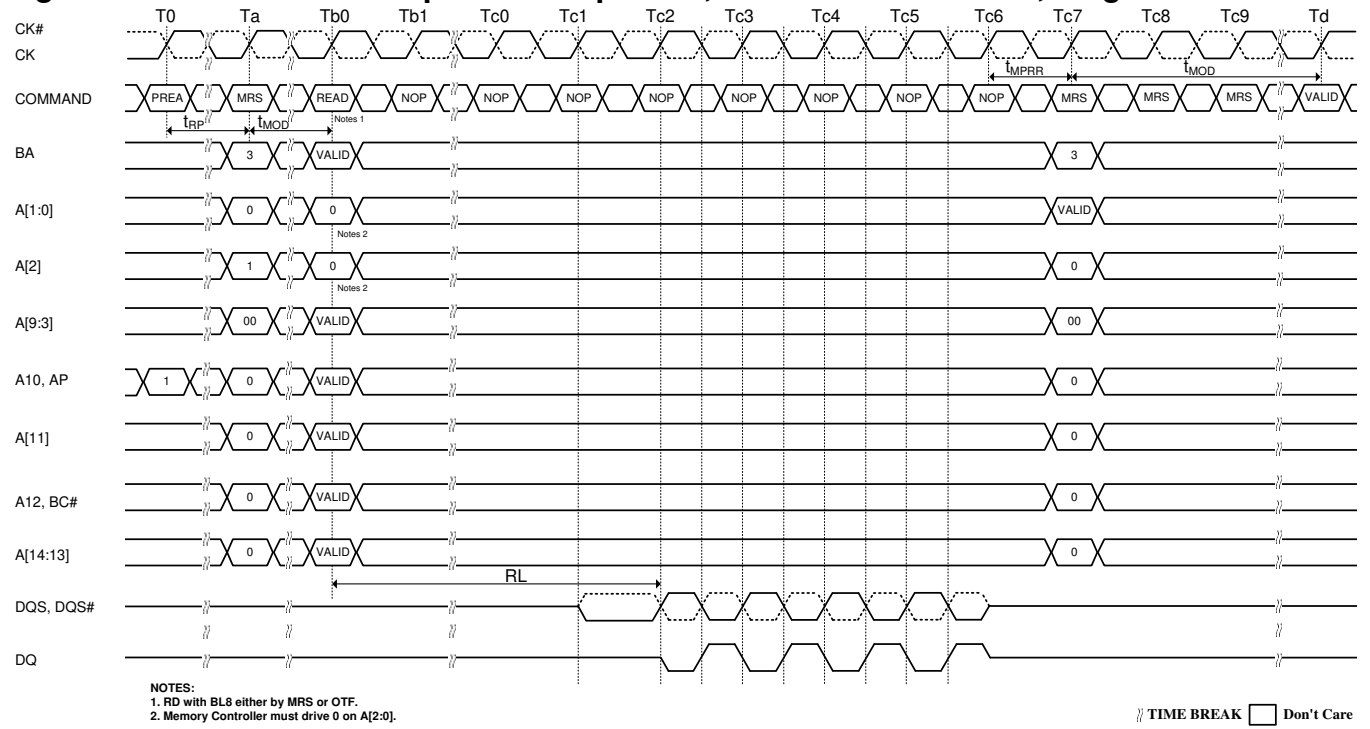 T0 Ta Tb0 Tb1 Tc0 Tc1 Tc2 Tc3 Tc4 Tc5 Tc6 Tc7 Tc8 Tc9 Td
CK#
CK
tMPRR tMOD
COMMAND PREA MRS READ NOP NOP NOP NOP NOP NOP NOP NOP MRS MRS MRS VALID
tRP tMOD Notes 1
BA 3 VALID 3
A[1:0] 0 0 VALID
Notes 2
A[2] 1 0 0
Notes 2
A[9:3] 00 VALID 00
A10, AP 1 0 VALID 0
A[11] 0 VALID 0
A12, BC# 0 VALID 0
A[14:13] 0 VALID 0
RL
DQS, DQS#
DQ
NOTES:
1. RD with BL8 either by MRS or OTF.
2. Memory Controller must drive 0 on A[2:0].
TIME BREAK Don't Care